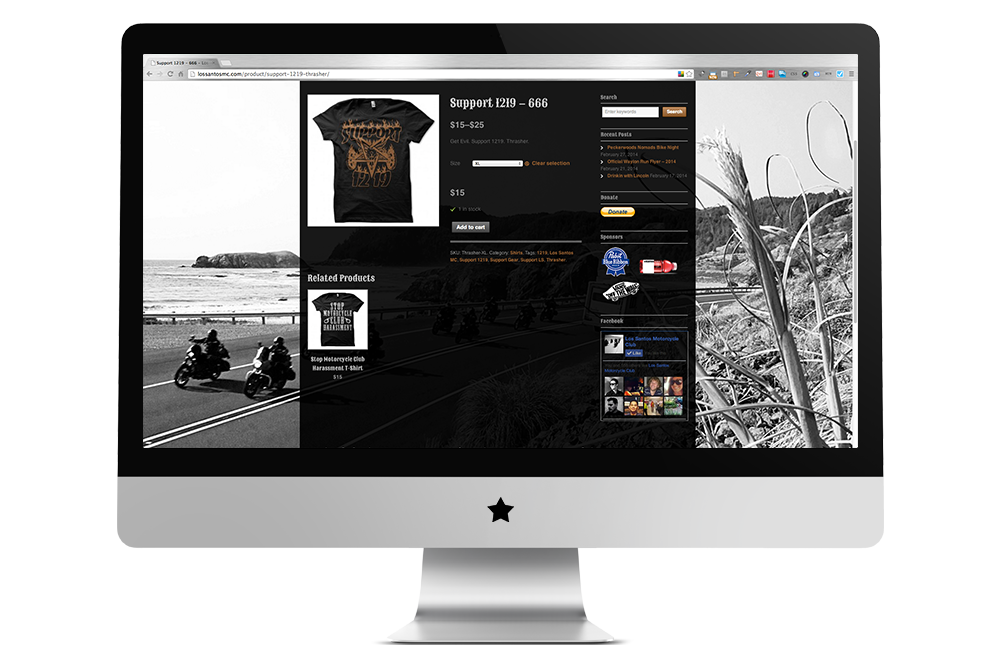 Support 1219 – 666 – Los
lossantosmc.com/product/support-1219-thrasher/
SUPPORT
12 19
Support 1219 – 666
$15–$25
Get Evil. Support 1219. Thrasher.
Size
XL
Clear selection
$15
1 in stock
Add to cart
SKU: Thrasher-XL. Category: Shirts. Tags: 1219, Los Santos
MC, Support 1219, Support Gear, Support LS, Thrasher.
Related Products
STOP
MOTORCYCLE
CLUB
HARASSMENT
Stop Motorcycle Club
Harassment T-Shirt
$15
Search
Enter keywords
Search
Recent Posts
Peckerwoods Nomads Bike Night
February 27, 2014
Official Waylon Run Flyer – 2014
February 21, 2014
Drinkin with Lincoln February 17, 2014
Donate
Donate
Sponsors
Pabst
Blue Ribbon
VANS
OFF THE WALL
Facebook
Los Santos Motorcycle
Club
Like
Los Santos
Motorcycle Club